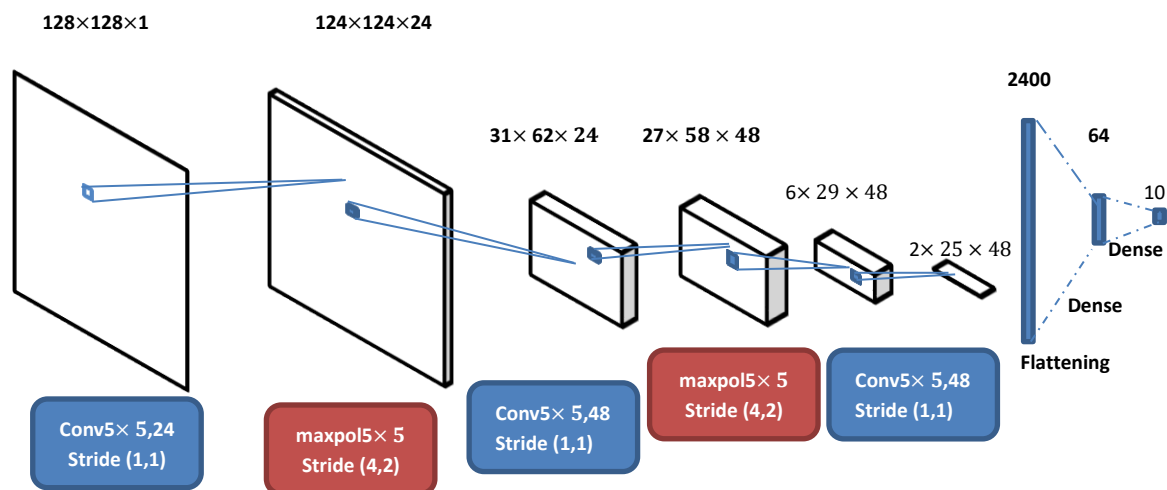 128×128×1
124×124×24
31× 62× 24
27× 58 × 48
6× 29 × 48
2× 25 × 48
2400
64
10
Dense
Dense
Flattening
Conv5× 5,24
Stride (1,1)
maxpol5× 5
Stride (4,2)
Conv5× 5,48
Stride (1,1)
maxpol5× 5
Stride (4,2)
Conv5× 5,48
Stride (1,1)